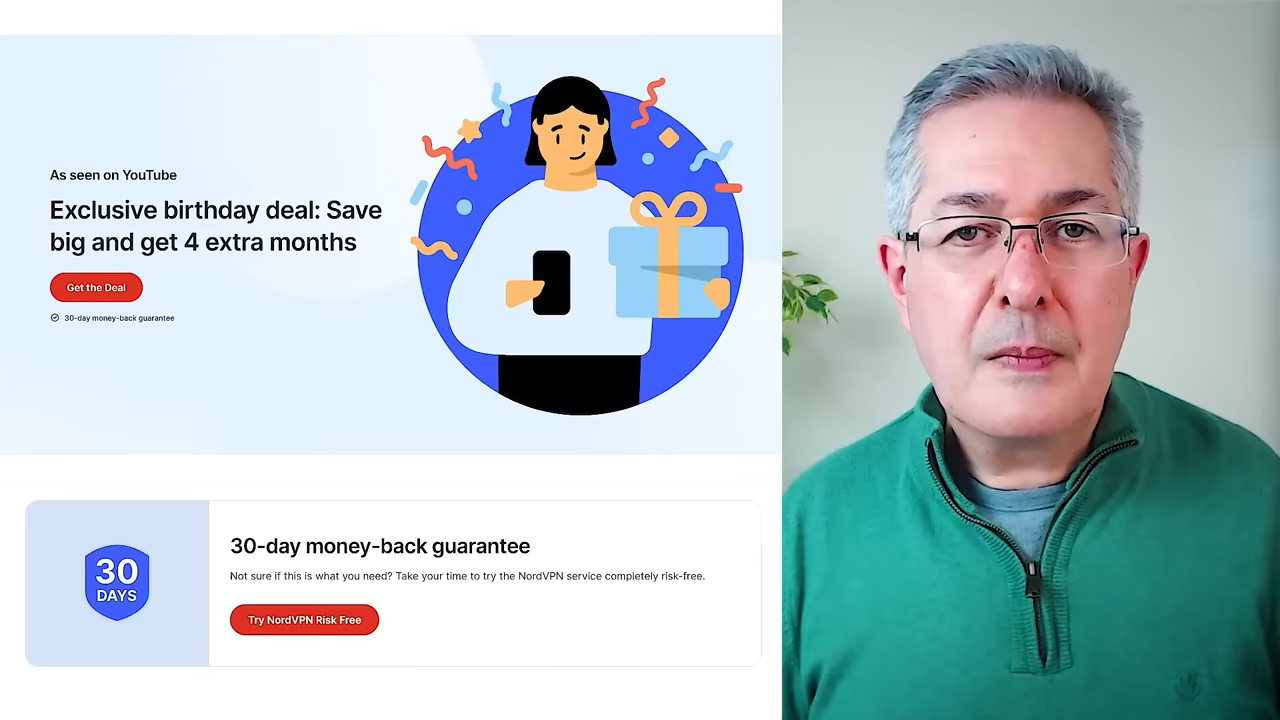 As seen on YouTube
Exclusive birthday deal: Save
big and get 4 extra months
Get the Deal
30-day money-back guarantee
30
DAYS
30-day money-back guarantee
Not sure if this is what you need? Take your time to try the NordVPN service completely risk-free.
Try NordVPN Risk Free